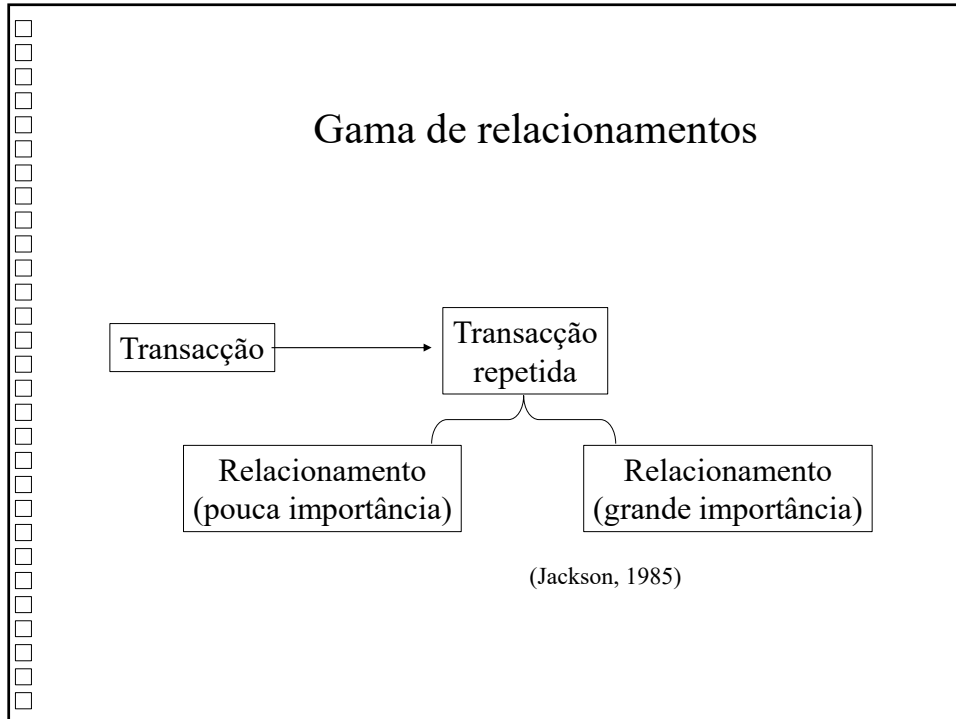 Gama de relacionamentos
Transacção
Transacção
repetida
Relacionamento
(pouca importância)
Relacionamento
(grande importância)
(Jackson, 1985)